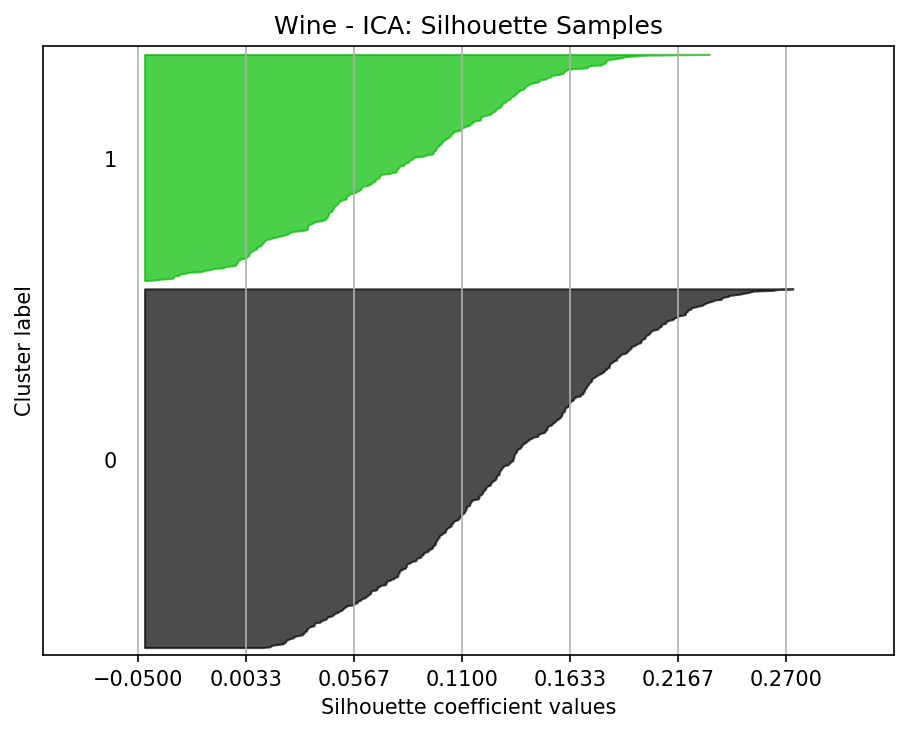 Wine - ICA: Silhouette Samples
1
0
Cluster label
−0.0500 0.0033 0.0567 0.1100 0.1633 0.2167 0.2700
Silhouette coefficient values